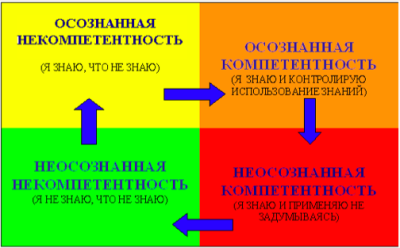 ОСОЗНАННАЯ
НЕКОМПЕТЕНТНОСТЬ
(Я ЗНАЮ, ЧТО НЕ ЗНАЮ)
ОСОЗНАННАЯ
КОМПЕТЕНТНОСТЬ
(Я ЗНАЮ И КОНТРОЛИРУЮ
ИСПОЛЬЗОВАНИЕ ЗНАНИЙ)
НЕОСОЗНАННАЯ
НЕКОМПЕТЕНТНОСТЬ
(Я НЕ ЗНАЮ, ЧТО НЕ ЗНАЮ)
НЕОСОЗНАННАЯ
КОМПЕТЕНТНОСТЬ
(Я ЗНАЮ И ПРИМЕНЯЮ НЕ
ЗАДУМЫВАЯСЬ)